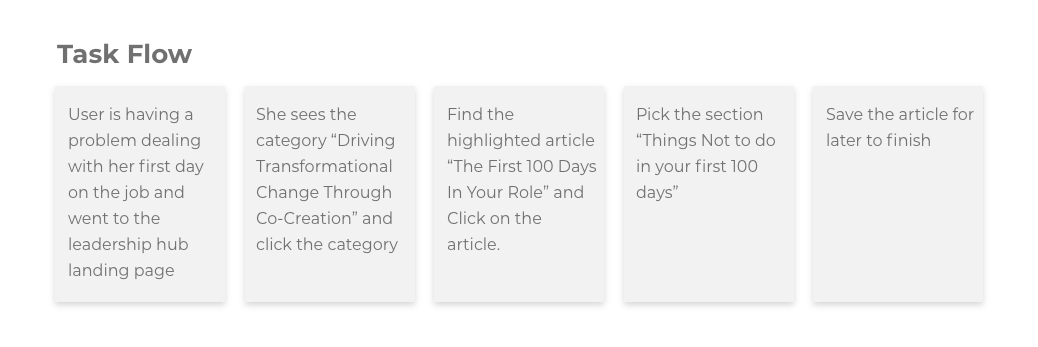 Task Flow
User is having a
problem dealing
with her first day
on the job and
went to the
leadership hub
landing page
She sees the
category “Driving
Transformational
Change Through
Co-Creation” and
click the category
Find the
highlighted article
“The First 100 Days
In Your Role” and
Click on the
article.
Pick the section
“Things Not to do
in your first 100
days”
Save the article for
later to finish